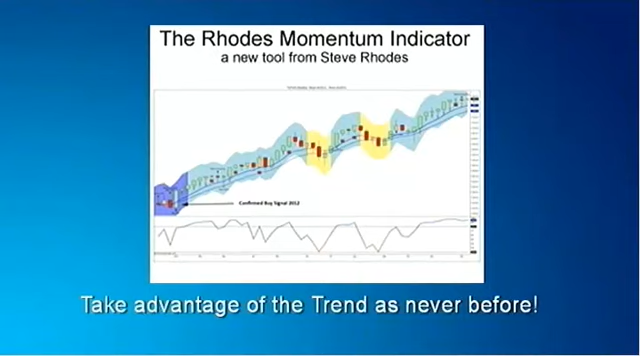 The Rhodes Momentum Indicator
a new tool from Steve Rhodes
Confirmed Buy Signal 2012
Take advantage of the Trend as never before!